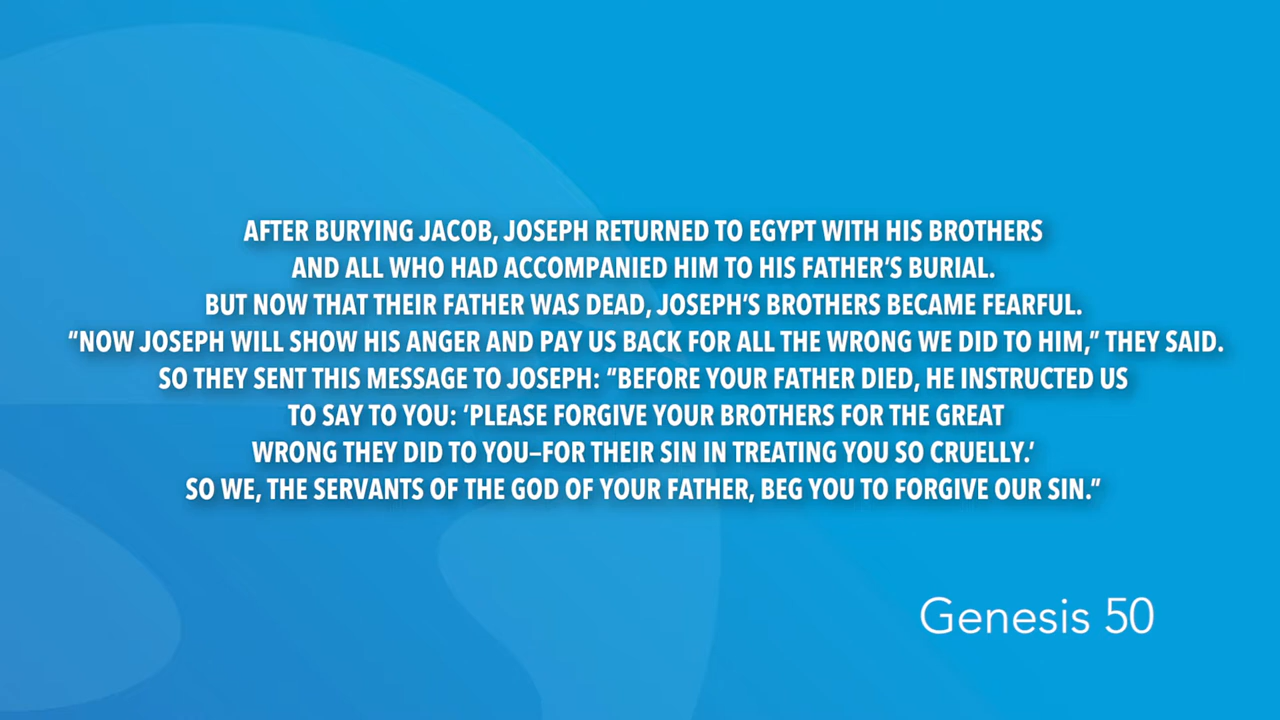 AFTER BURYING JACOB, JOSEPH RETURNED TO EGYPT WITH HIS BROTHERS
AND ALL WHO HAD ACCOMPANIED HIM TO HIS FATHER’S BURIAL.
BUT NOW THAT THEIR FATHER WAS DEAD, JOSEPH’S BROTHERS BECAME FEARFUL.
“NOW JOSEPH WILL SHOW HIS ANGER AND PAY US BACK FOR ALL THE WRONG WE DID TO HIM,” THEY SAID.
SO THEY SENT THIS MESSAGE TO JOSEPH: “BEFORE YOUR FATHER DIED, HE INSTRUCTED US
TO SAY TO YOU: ‘PLEASE FORGIVE YOUR BROTHERS FOR THE GREAT
WRONG THEY DID TO YOU–FOR THEIR SIN IN TREATING YOU SO CRUELLY.’
SO WE, THE SERVANTS OF THE GOD OF YOUR FATHER, BEG YOU TO FORGIVE OUR SIN.”
Genesis 50